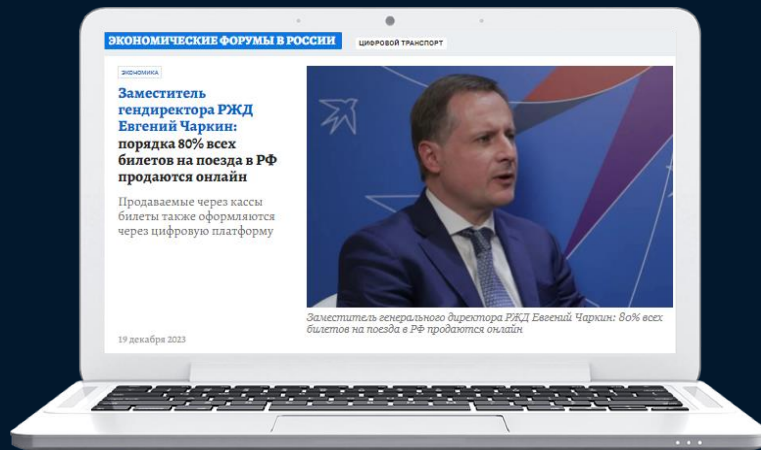 ЭКОНОМИЧЕСКИЕ ФОРУМЫ В РОССИИ
ЦИФРОВОЙ ТРАНСПОРТ
ЭКОНОМИКА
Заместитель
гендиректора РЖД
Евгений Чаркин:
порядка 80% всех
билетов на поезда в РФ
продаются онлайн
Продаваемые через кассы
билеты также оформляются
через цифровую платформу
19 декабря 2023
Заместитель генерального директора РЖД Евгений Чаркин: 80% всех
билетов на поезда в РФ продаются онлайн